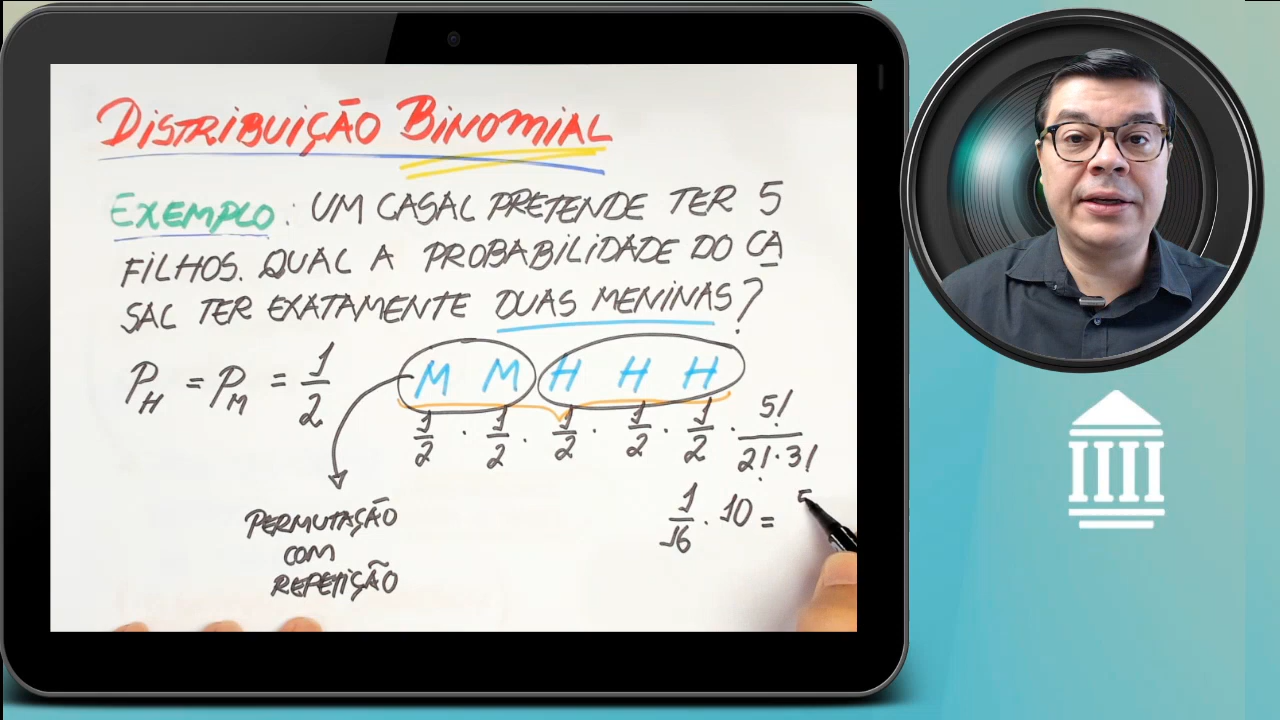 DISTRIBUIÇÃO BINOMIAL
EXEMPLO: UM CASAL PRETENDE TER 5
FILHOS. QUAL A PROBABILIDADE DO CA
SAL TER EXATAMENTE DUAS MENINAS?
P_H = P_M = 1/2
M M H H H
1/2 · 1/2 · 1/2 · 1/2 · 1/2 · 5!/2!·3!
1/16 · 10 = 5
PERMUTAÇÃO
COM
REPETIÇÃO